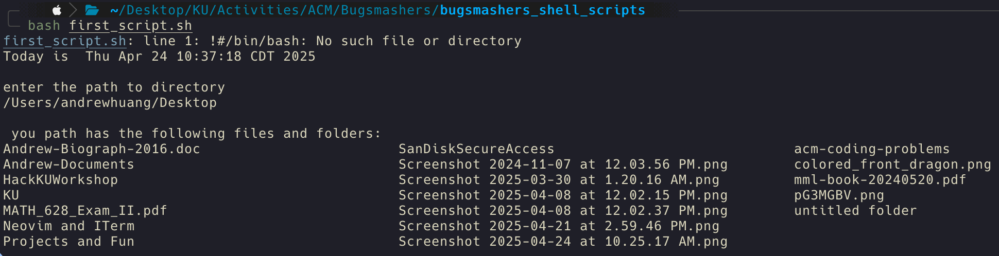 ~/Desktop/KU/Activities/ACM/Bugsmashers/bugsmashers_shell_scripts
bash first_script.sh
first_script.sh: line 1: !#/bin/bash: No such file or directory
Today is  Thu Apr 24 10:37:18 CDT 2025
enter the path to directory
/Users/andrewhuang/Desktop
you path has the following files and folders:
Andrew-Biograph-2016.doc SanDiskSecureAccess acm-coding-problems
Andrew-Documents Screenshot 2024-11-07 at 12.03.56 PM.png colored_front_dragon.png
HackKUWorkshop Screenshot 2025-03-30 at 1.20.16 AM.png mml-book-20240520.pdf
KU Screenshot 2025-04-08 at 12.02.15 PM.png pG3MGBV.png
MATH_628_Exam_II.pdf Screenshot 2025-04-08 at 12.02.37 PM.png untitled folder
Neovim and ITerm Screenshot 2025-04-21 at 2.59.46 PM.png
Projects and Fun Screenshot 2025-04-24 at 10.25.17 AM.png